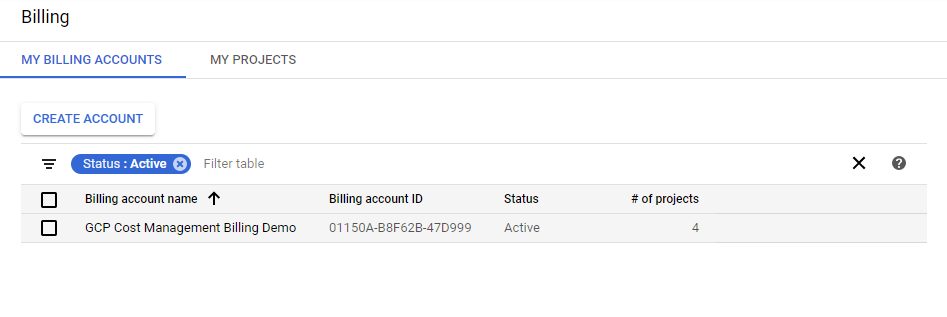 Billing
MY BILLING ACCOUNTS MY PROJECTS
CREATE ACCOUNT
Status : Active Filter table
Billing account name Billing account ID Status # of projects
GCP Cost Management Billing Demo 01150A-B8F62B-47D999 Active 4